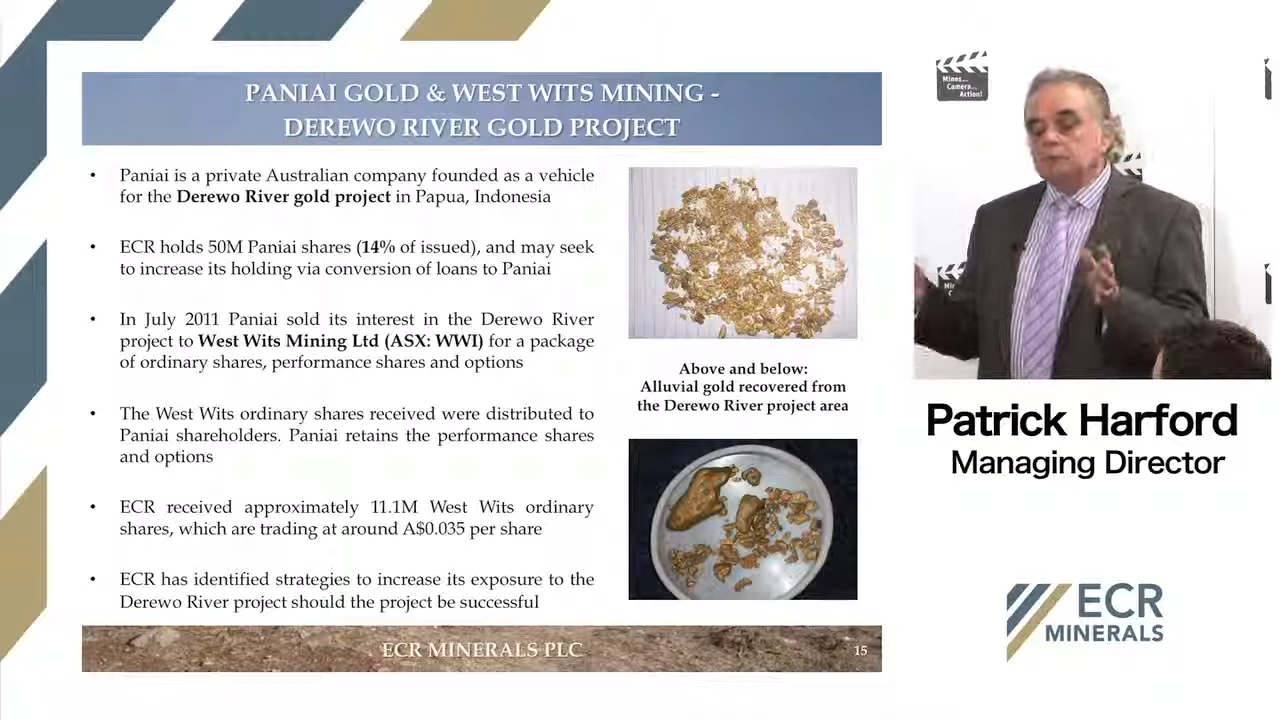 PANIAI GOLD & WEST WITS MINING -
DEREWO RIVER GOLD PROJECT
• Paniai is a private Australian company founded as a vehicle
for the Derewo River gold project in Papua, Indonesia
• ECR holds 50M Paniai shares (14% of issued), and may seek
to increase its holding via conversion of loans to Paniai
• In July 2011 Paniai sold its interest in the Derewo River
project to West Wits Mining Ltd (ASX: WWI) for a package
of ordinary shares, performance shares and options
• The West Wits ordinary shares received were distributed to
Paniai shareholders. Paniai retains the performance shares
and options
• ECR received approximately 11.1M West Wits ordinary
shares, which are trading at around A$0.035 per share
• ECR has identified strategies to increase its exposure to the
Derewo River project should the project be successful
Above and below:
Alluvial gold recovered from
the Derewo River project area
ECR MINERALS PLC
15
Mines...
Camera...
Action!
Patrick Harford
Managing Director
ECR
MINERALS